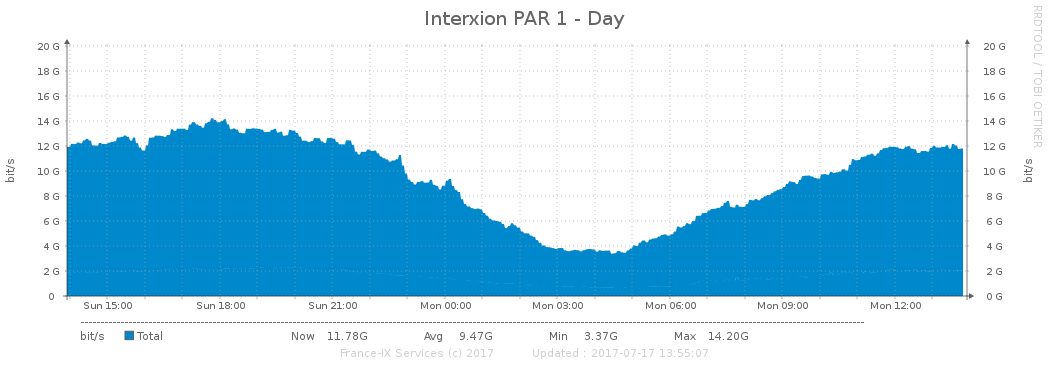 Interxion PAR 1 - Day
RRDTOOL / TOBI OETIKER
20 G 20 G
18 G 18 G
16 G 16 G
14 G 14 G
12 G 12 G
10 G 10 G
8 G 8 G
6 G 6 G
4 G 4 G
2 G 2 G
0 0 G
bit/s bit/s
Sun 15:00 Sun 18:00 Sun 21:00 Mon 00:00 Mon 03:00 Mon 06:00 Mon 09:00 Mon 12:00
bit/s Total Now 11.78G Avg 9.47G Min 3.37G Max 14.20G
France-IX Services (c) 2017 Updated : 2017-07-17 13:55:07